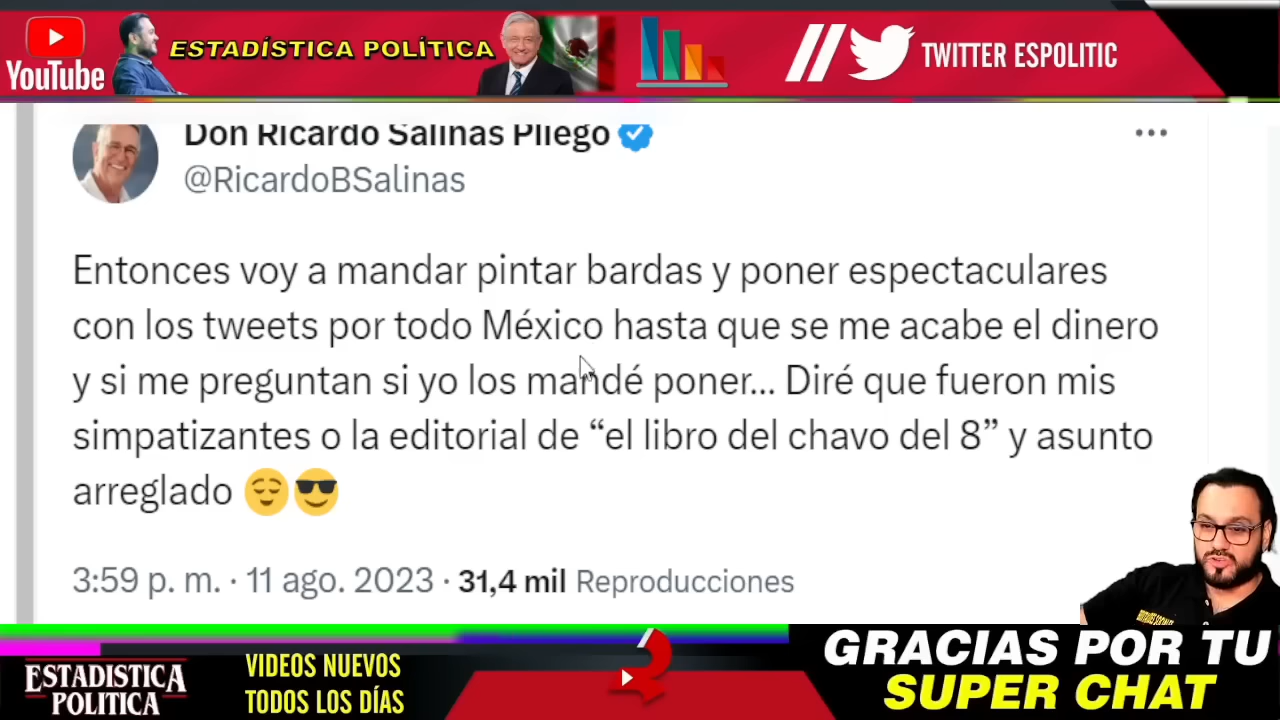 YouTube
ESTADÍSTICA POLÍTICA
TWITTER ESPOLITIC
Don Ricardo Salinas Pliego
@RicardoBSalinas
Entonces voy a mandar pintar bardas y poner espectaculares
con los tweets por todo México hasta que se me acabe el dinero
y si me preguntan si yo los mandé poner... Diré que fueron mis
simpatizantes o la editorial de “el libro del chavo del 8” y asunto
arreglado 😌😎
3:59 p. m. · 11 ago. 2023 · 31,4 mil Reproducciones
ESTADISTICA
POLÍTICA
VIDEOS NUEVOS
TODOS LOS DÍAS
GRACIAS POR TU
SUPER CHAT